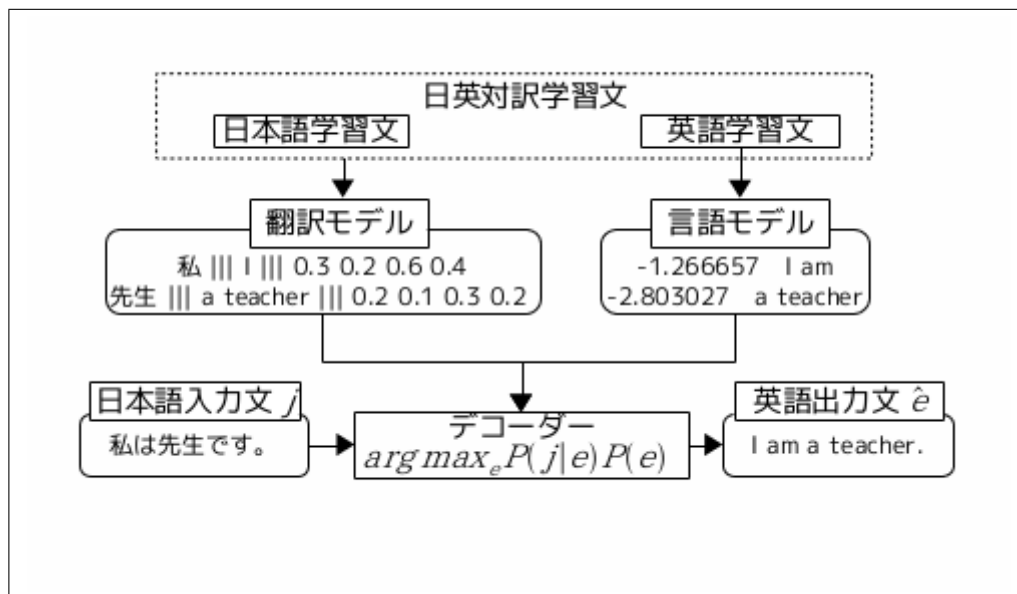 日英対訳学習文
日本語学習文
英語学習文
翻訳モデル
私 ||| I ||| 0.3 0.2 0.6 0.4
先生 ||| a teacher ||| 0.2 0.1 0.3 0.2
言語モデル
-1.266657 I am
-2.803027 a teacher
日本語入力文 j
私は先生です。
デコーダー
arg max_e P(j|e)P(e)
英語出力文 ê
I am a teacher.